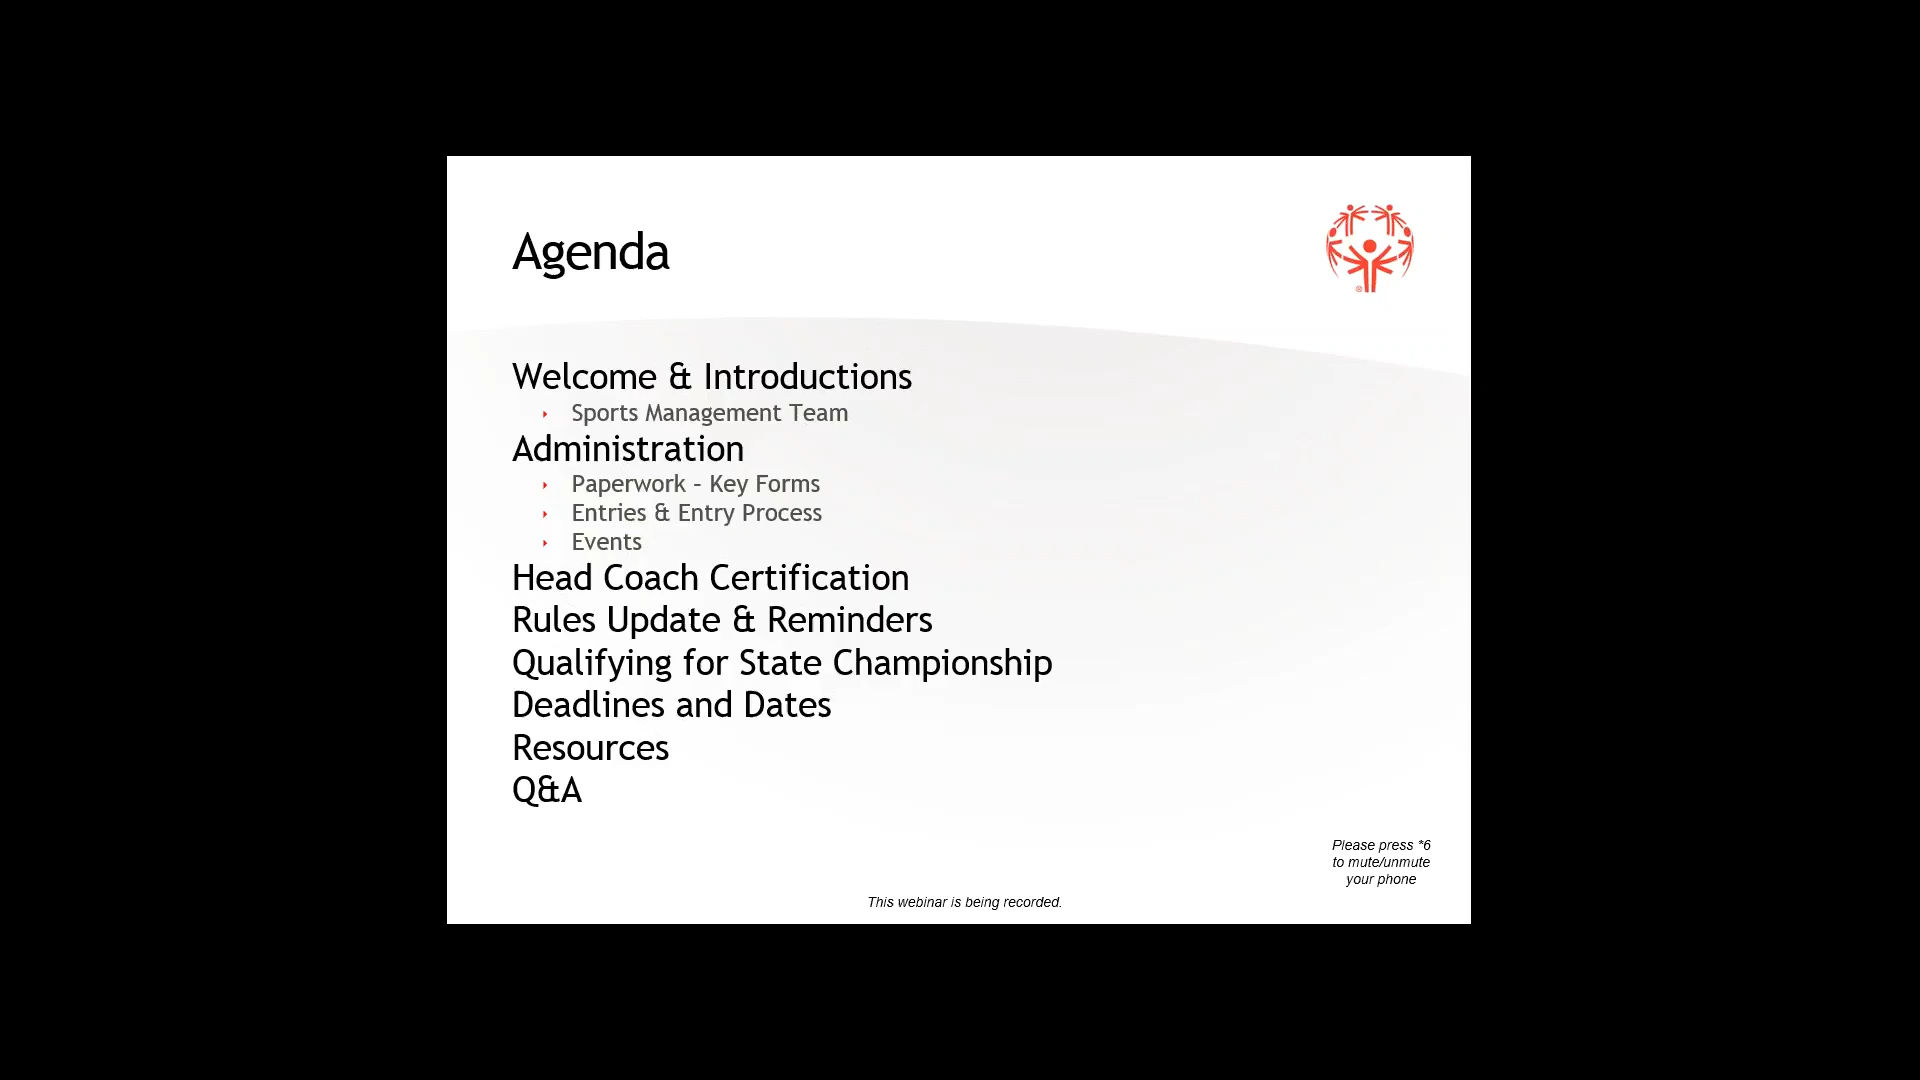 Agenda
Welcome & Introductions
Sports Management Team
Administration
Paperwork – Key Forms
Entries & Entry Process
Events
Head Coach Certification
Rules Update & Reminders
Qualifying for State Championship
Deadlines and Dates
Resources
Q&A
Please press *6
to mute/unmute
your phone
This webinar is being recorded.